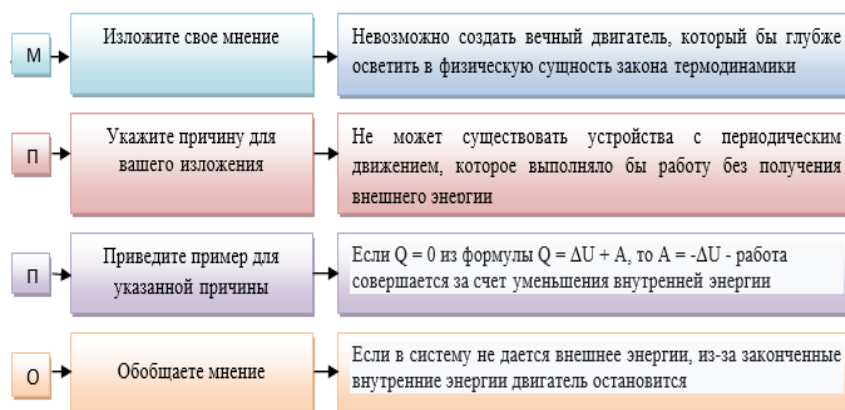 М
Изложите свое мнение
Невозможно создать вечный двигатель, который бы глубже
осветить в физическую сущность закона термодинамики
П
Укажите причину для
вашего изложения
Не может существовать устройства с периодическим
движением, которое выполняло бы работу без получения
внешнего энергии
П
Приведите пример для
указанной причины
Если Q = 0 из формулы Q = ΔU + A, то A = -ΔU - работа
совершается за счет уменьшения внутренней энергии
О
Обобщаете мнение
Если в систему не дается внешнее энергии, из-за законченные
внутренние энергии двигатель остановится